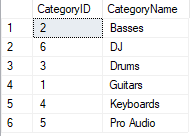 CategoryID CategoryName
1 2 Basses
2 6 DJ
3 3 Drums
4 1 Guitars
5 4 Keyboards
6 5 Pro Audio